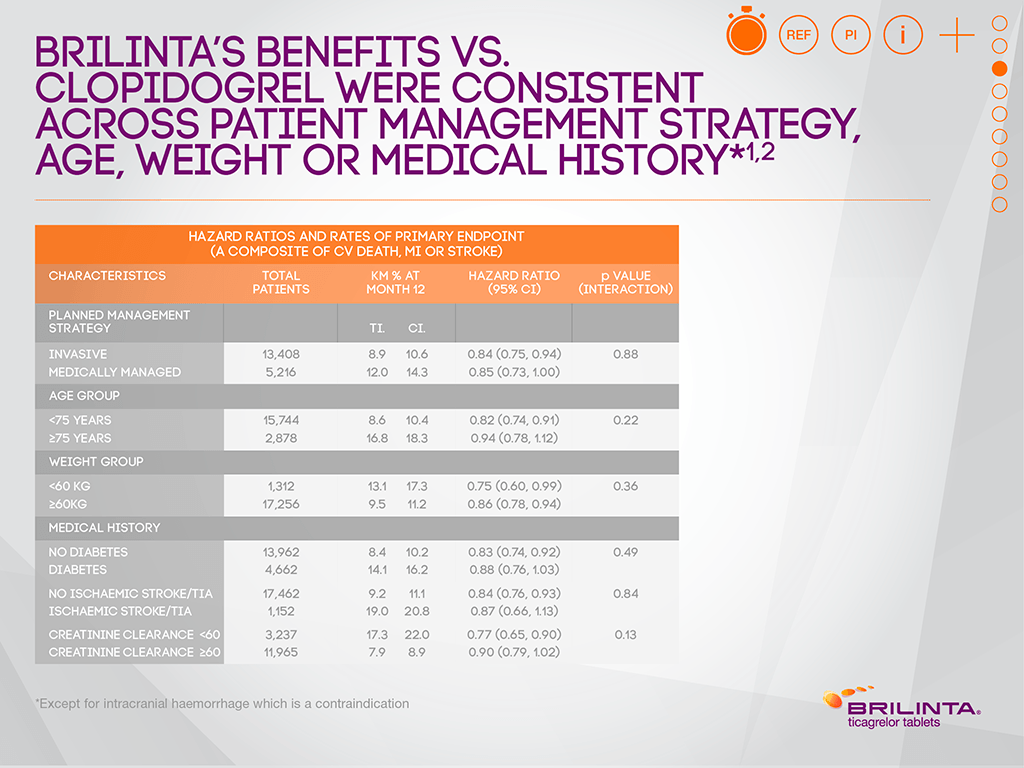 REF PI i
BRILINTA'S BENEFITS VS.
CLOPIDOGREL WERE CONSISTENT
ACROSS PATIENT MANAGEMENT STRATEGY,
AGE, WEIGHT OR MEDICAL HISTORY*1,2
HAZARD RATIOS AND RATES OF PRIMARY ENDPOINT
(A COMPOSITE OF CV DEATH, MI OR STROKE)
CHARACTERISTICS TOTAL KM % AT HAZARD RATIO p VALUE
PATIENTS MONTH 12 (95% CI) (INTERACTION)
PLANNED MANAGEMENT
STRATEGY TI. CI.
INVASIVE 13,408 8.9 10.6 0.84 (0.75, 0.94) 0.88
MEDICALLY MANAGED 5,216 12.0 14.3 0.85 (0.73, 1.00)
AGE GROUP
<75 YEARS 15,744 8.6 10.4 0.82 (0.74, 0.91) 0.22
≥75 YEARS 2,878 16.8 18.3 0.94 (0.78, 1.12)
WEIGHT GROUP
<60 KG 1,312 13.1 17.3 0.75 (0.60, 0.99) 0.36
≥60KG 17,256 9.5 11.2 0.86 (0.78, 0.94)
MEDICAL HISTORY
NO DIABETES 13,962 8.4 10.2 0.83 (0.74, 0.92) 0.49
DIABETES 4,662 14.1 16.2 0.88 (0.76, 1.03)
NO ISCHAEMIC STROKE/TIA 17,462 9.2 11.1 0.84 (0.76, 0.93) 0.84
ISCHAEMIC STROKE/TIA 1,152 19.0 20.8 0.87 (0.66, 1.13)
CREATININE CLEARANCE <60 3,237 17.3 22.0 0.77 (0.65, 0.90) 0.13
CREATININE CLEARANCE ≥60 11,965 7.9 8.9 0.90 (0.79, 1.02)
*Except for intracranial haemorrhage which is a contraindication
BRILINTA®
ticagrelor tablets